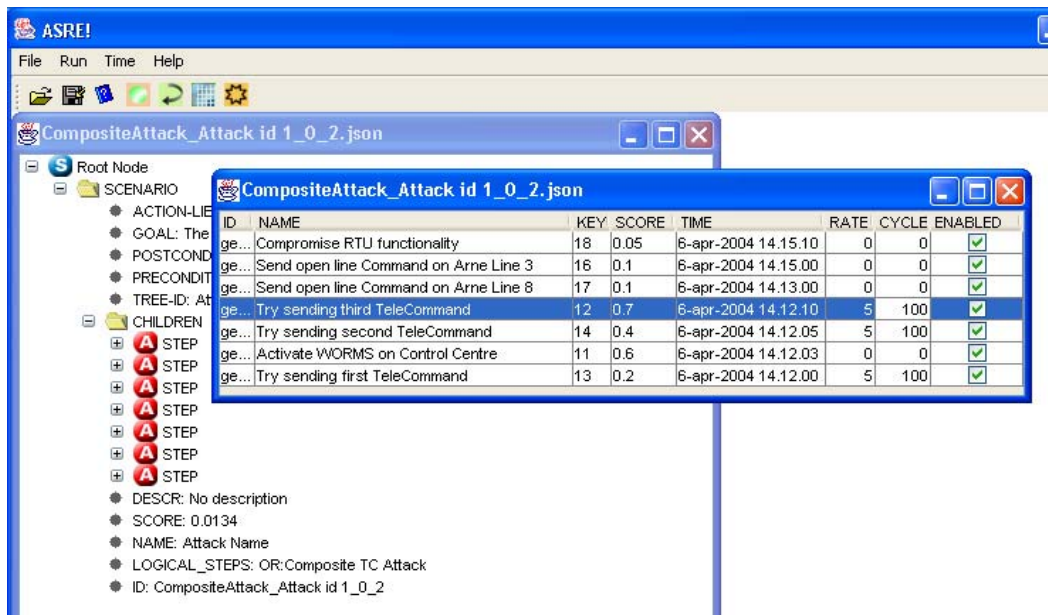 ASRE!
File Run Time Help
CompositeAttack_Attack id 1_0_2.json
Root Node
SCENARIO
ACTION-LIE
GOAL: The
POSTCOND
PRECONDIT
TREE-ID: At
CHILDREN
A STEP
A STEP
A STEP
A STEP
A STEP
A STEP
A STEP
DESCR: No description
SCORE: 0.0134
NAME: Attack Name
LOGICAL_STEPS: OR:Composite TC Attack
ID: CompositeAttack_Attack id 1_0_2
CompositeAttack_Attack id 1_0_2.json
ID NAME KEY SCORE TIME RATE CYCLE ENABLED
ge... Compromise RTU functionality 18 0.05 6-apr-2004 14.15.10 0 0
ge... Send open line Command on Arne Line 3 16 0.1 6-apr-2004 14.15.00 0 0
ge... Send open line Command on Arne Line 8 17 0.1 6-apr-2004 14.13.00 0 0
ge... Try sending third TeleCommand 12 0.7 6-apr-2004 14.12.10 5 100
ge... Try sending second TeleCommand 14 0.4 6-apr-2004 14.12.05 5 100
ge... Activate WORMS on Control Centre 11 0.6 6-apr-2004 14.12.03 0 0
ge... Try sending first TeleCommand 13 0.2 6-apr-2004 14.12.00 5 100